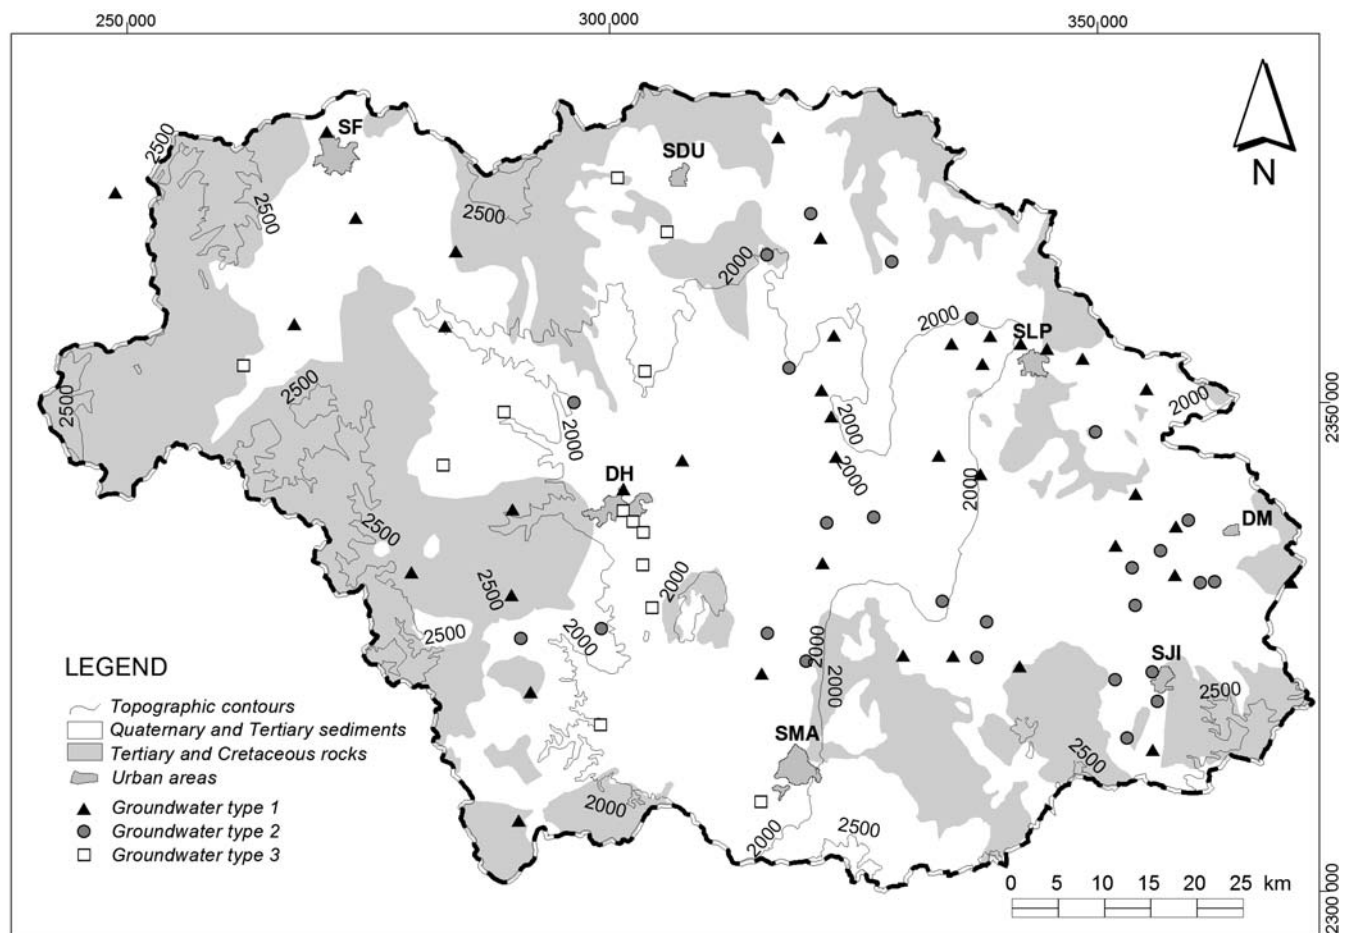 250 000
300 000
350 000
SF
2500
SDU
2500
2500
N
2000
2000
SLP
2500
2500
2000
2350 000
2000
2000
DH
2000
2000
2500
DM
2500
2000
2500
2000
2000
2000
SJI
2500
SMA
2500
2000
2500
2000
LEGEND
Topographic contours
Quaternary and Tertiary sediments
Tertiary and Cretaceous rocks
Urban areas
Groundwater type 1
Groundwater type 2
Groundwater type 3
0 5 10 15 20 25 km
2300 000